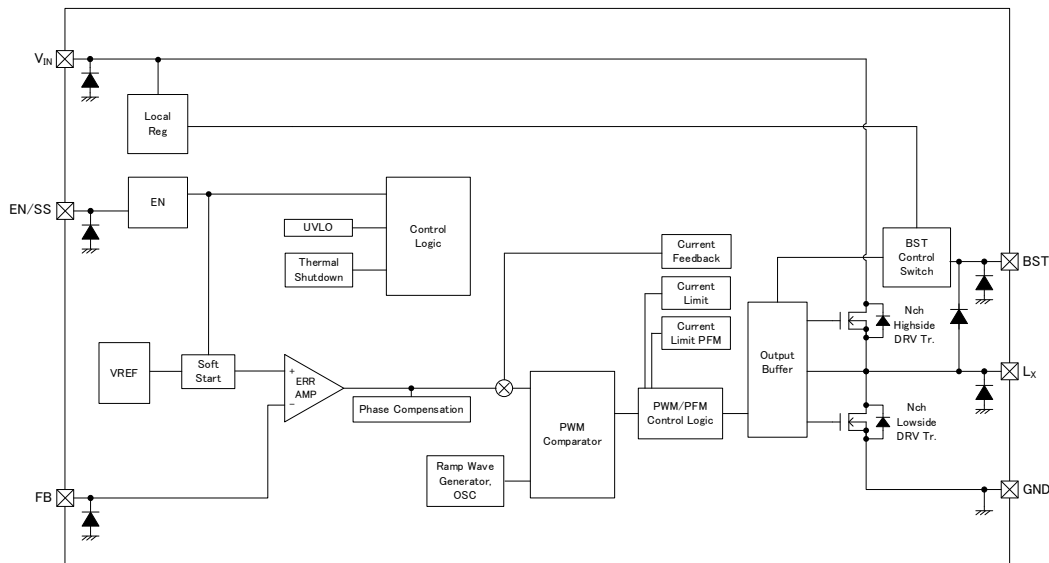 VIN
Local
Reg
EN/SS
EN
UVLO
Thermal
Shutdown
Control
Logic
Current
Feedback
Current
Limit
Current
Limit PFM
BST
Control
Switch
BST
Nch
Highside
DRV Tr.
Output
Buffer
VREF
Soft
Start
+
ERR
AMP
−
Phase Compensation
PWM
Comparator
PWM/PFM
Control Logic
LX
Nch
Lowside
DRV Tr.
Ramp Wave
Generator,
OSC
FB
GND